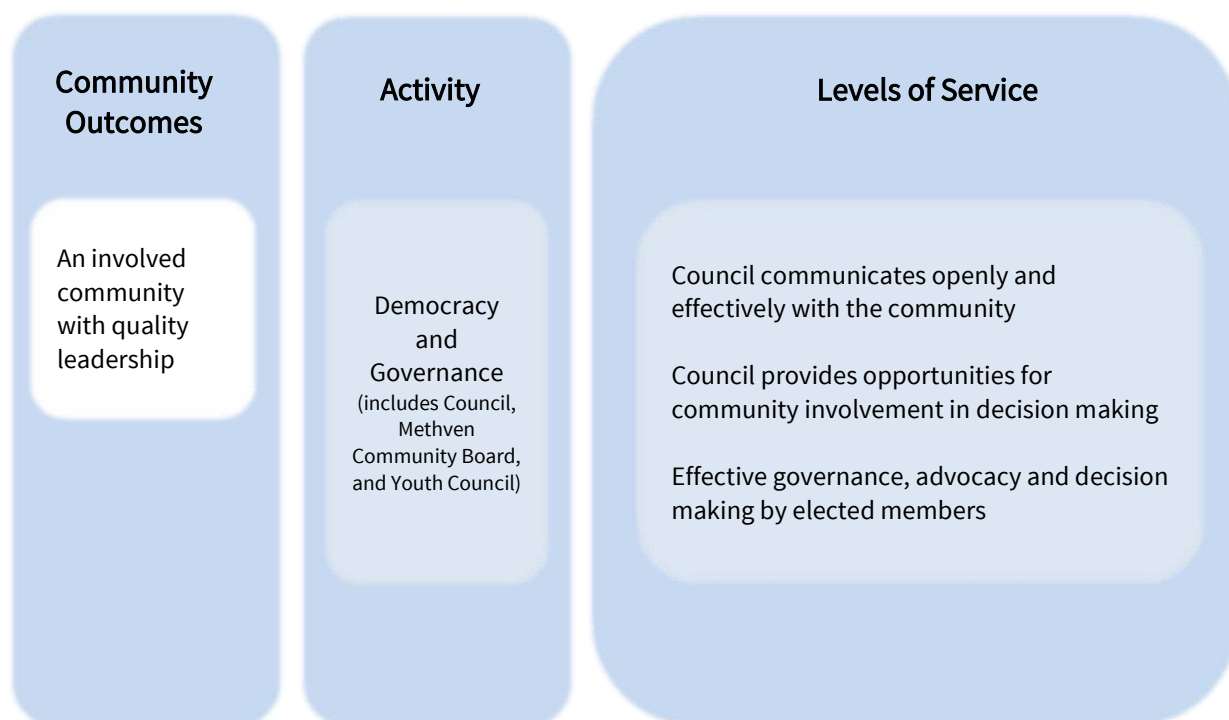 Community
Outcomes
An involved
community
with quality
leadership
Activity
Democracy
and
Governance
(includes Council,
Methven
Community Board,
and Youth Council)
Levels of Service
Council communicates openly and
effectively with the community
Council provides opportunities for
community involvement in decision making
Effective governance, advocacy and decision
making by elected members